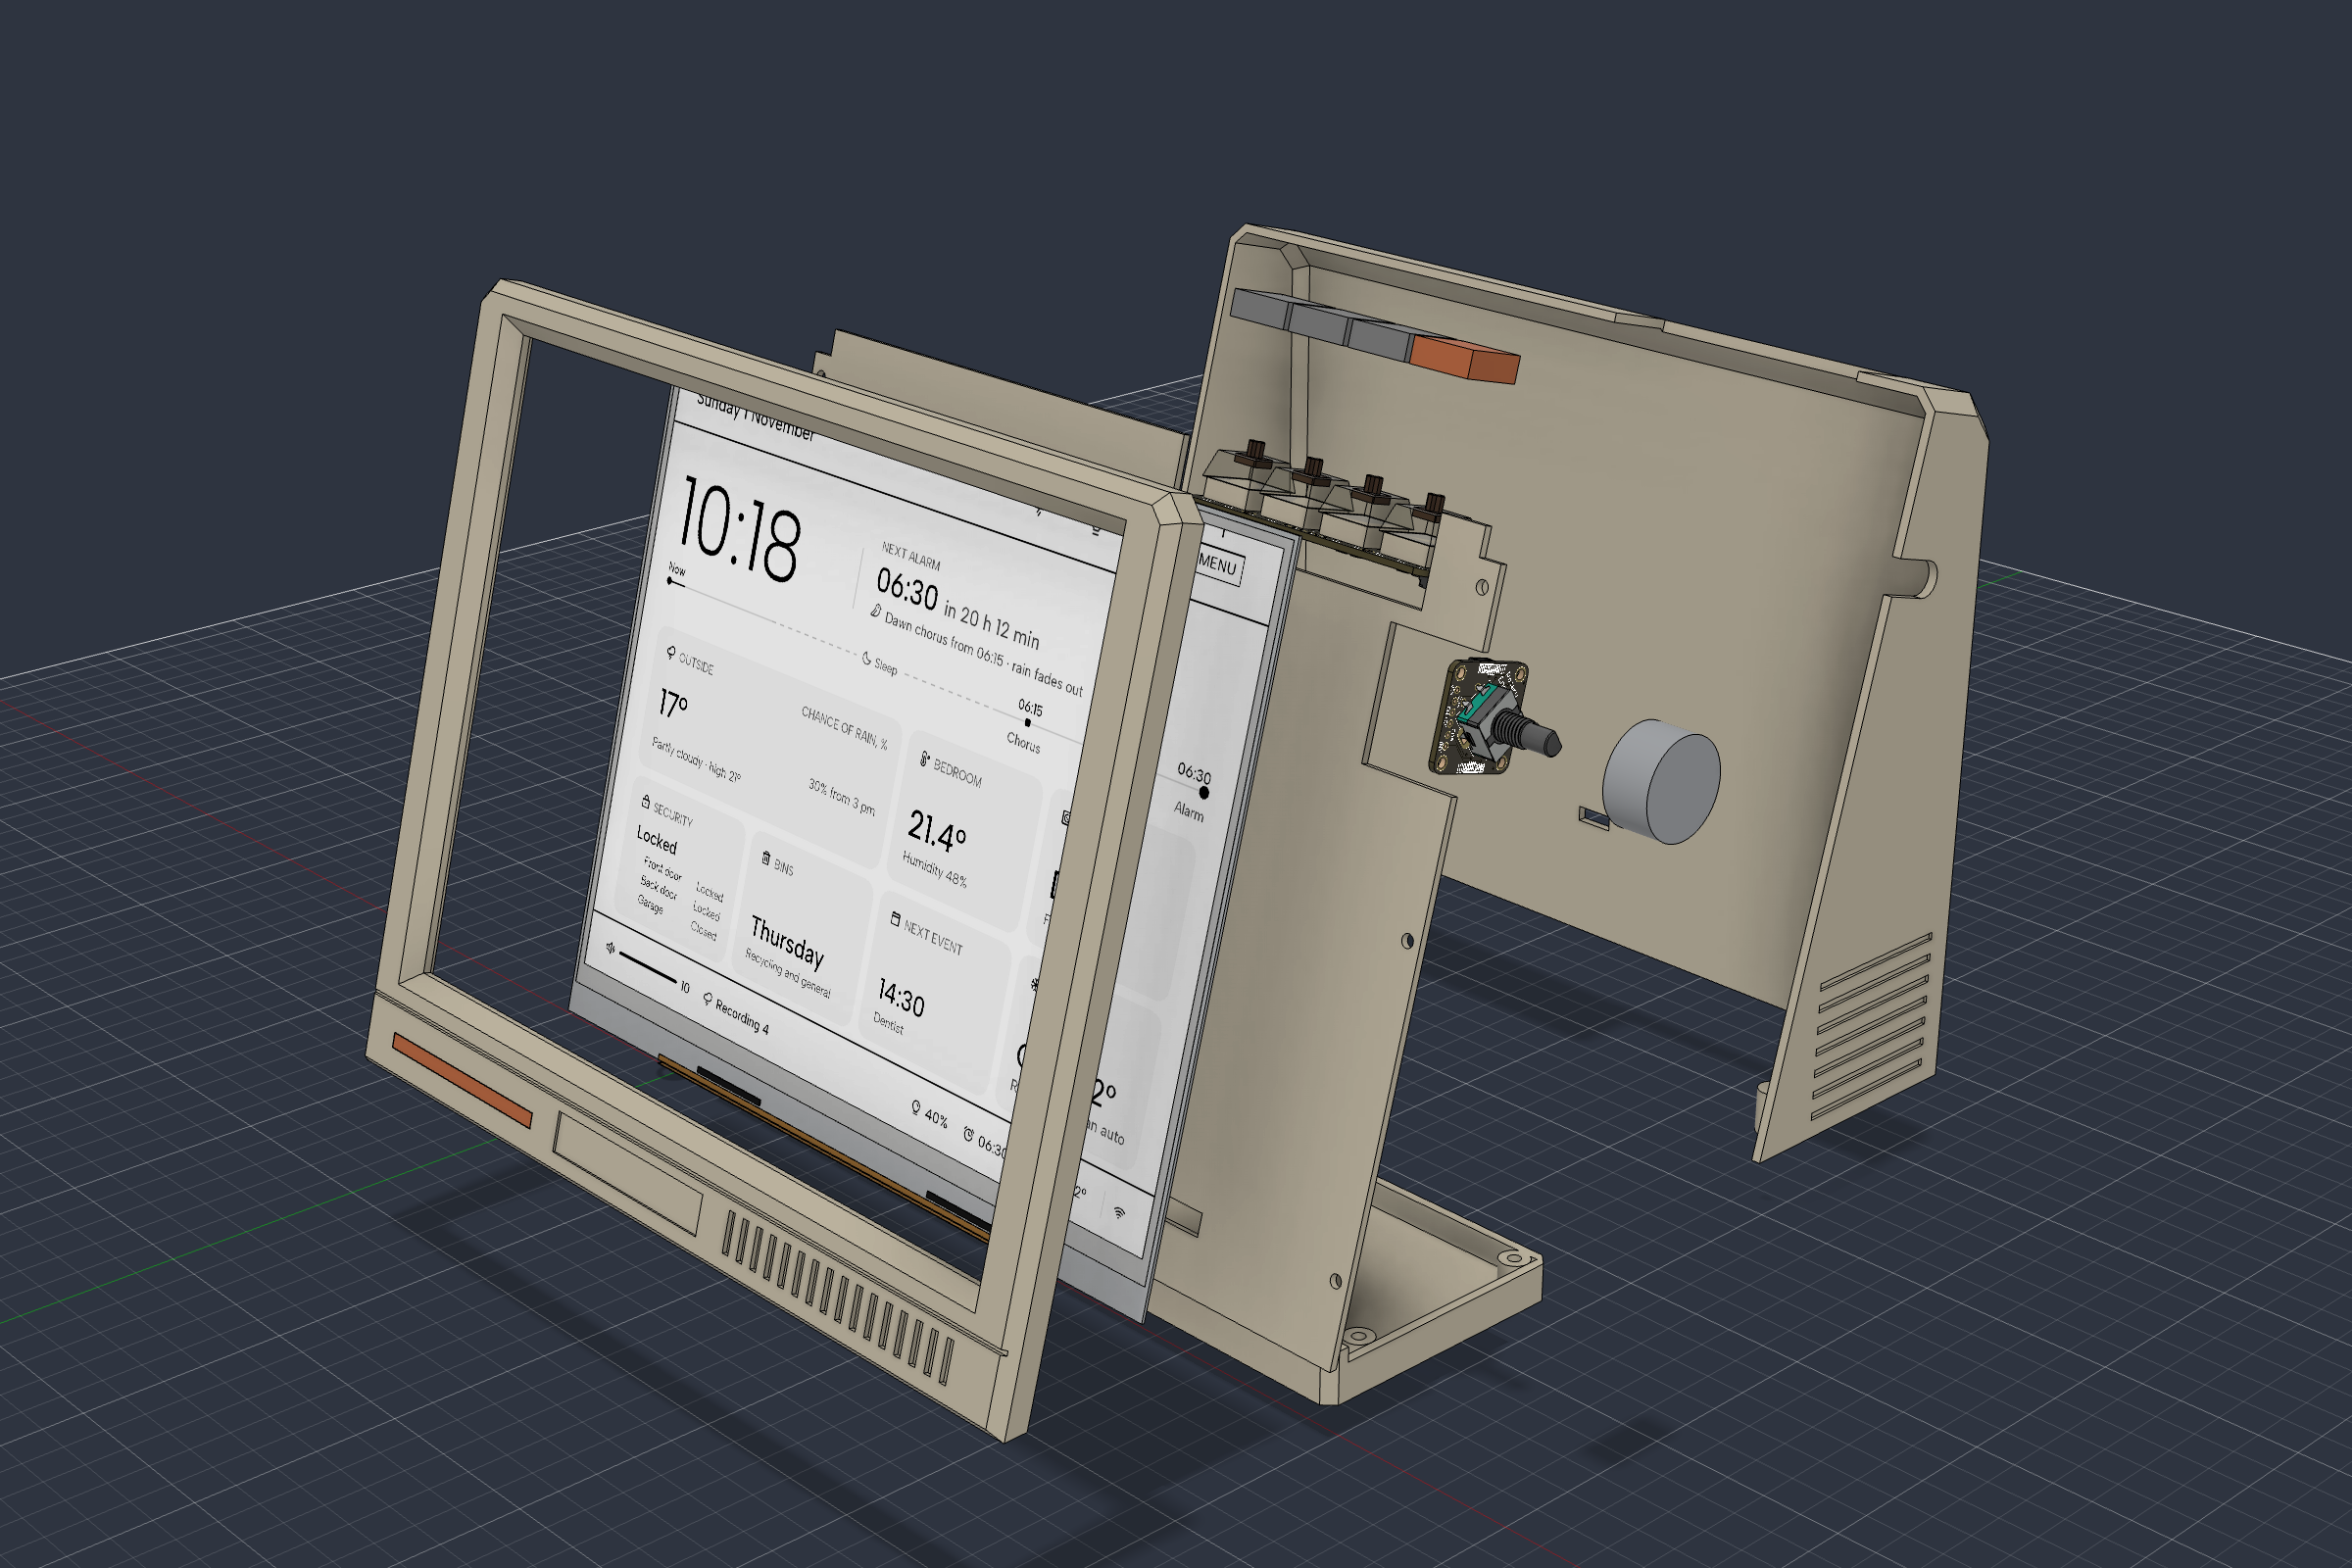 Sunday 1 November
MENU
10:18
NEXT ALARM
06:30 in 20 h 12 min
Dawn chorus from 06:15 · rain fades out
Now
Sleep
06:15
Chorus
06:30
Alarm
OUTSIDE
17°
CHANCE OF RAIN, %
Partly cloudy · high 21°
30% from 3 pm
BEDROOM
21.4°
Humidity 48%
SECURITY
Locked
Front door Locked
Back door Locked
Garage Closed
BINS
Thursday
Recycling and general
NEXT EVENT
14:30
Dentist
2°
an auto
10
Recording 4
40%
06:30
2°